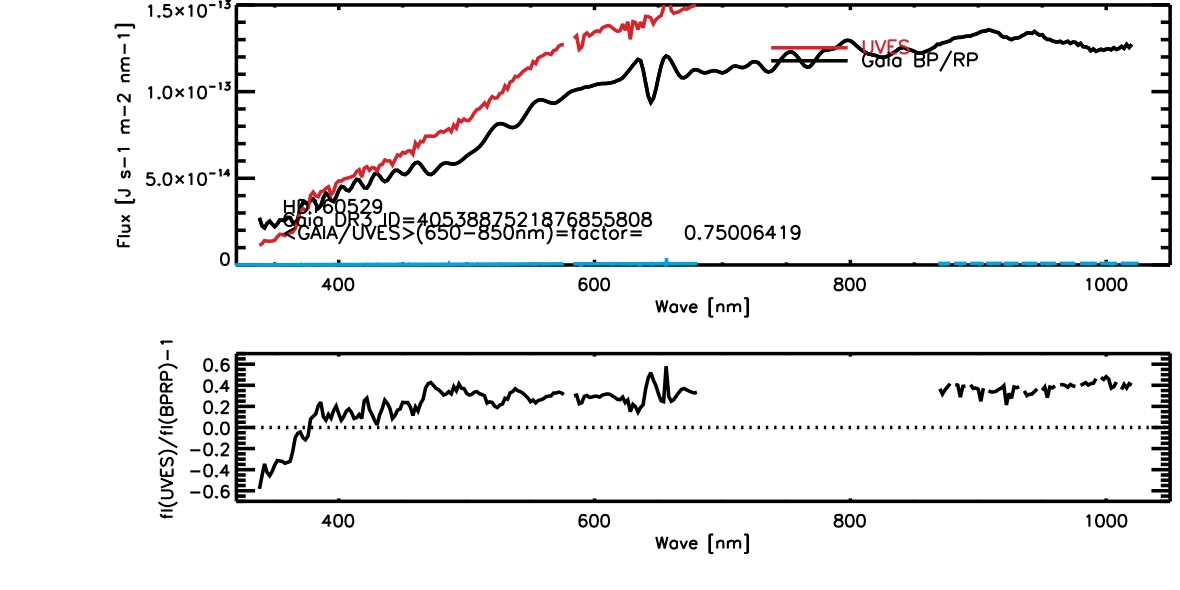 1.5×10−13
1.0×10−13
5.0×10−14
0
Flux [J s−1 m−2 nm−1]
UVES
Gaia BP/RP
HD 60529
Gaia DR3 ID=4053887521876855808
<GAIA/UVES>(650−850nm)=factor= 0.75006419
400 600 800 1000
Wave [nm]
0.6
0.4
0.2
0.0
−0.2
−0.4
−0.6
fl(UVES)/fl(BPRP)−1
400 600 800 1000
Wave [nm]